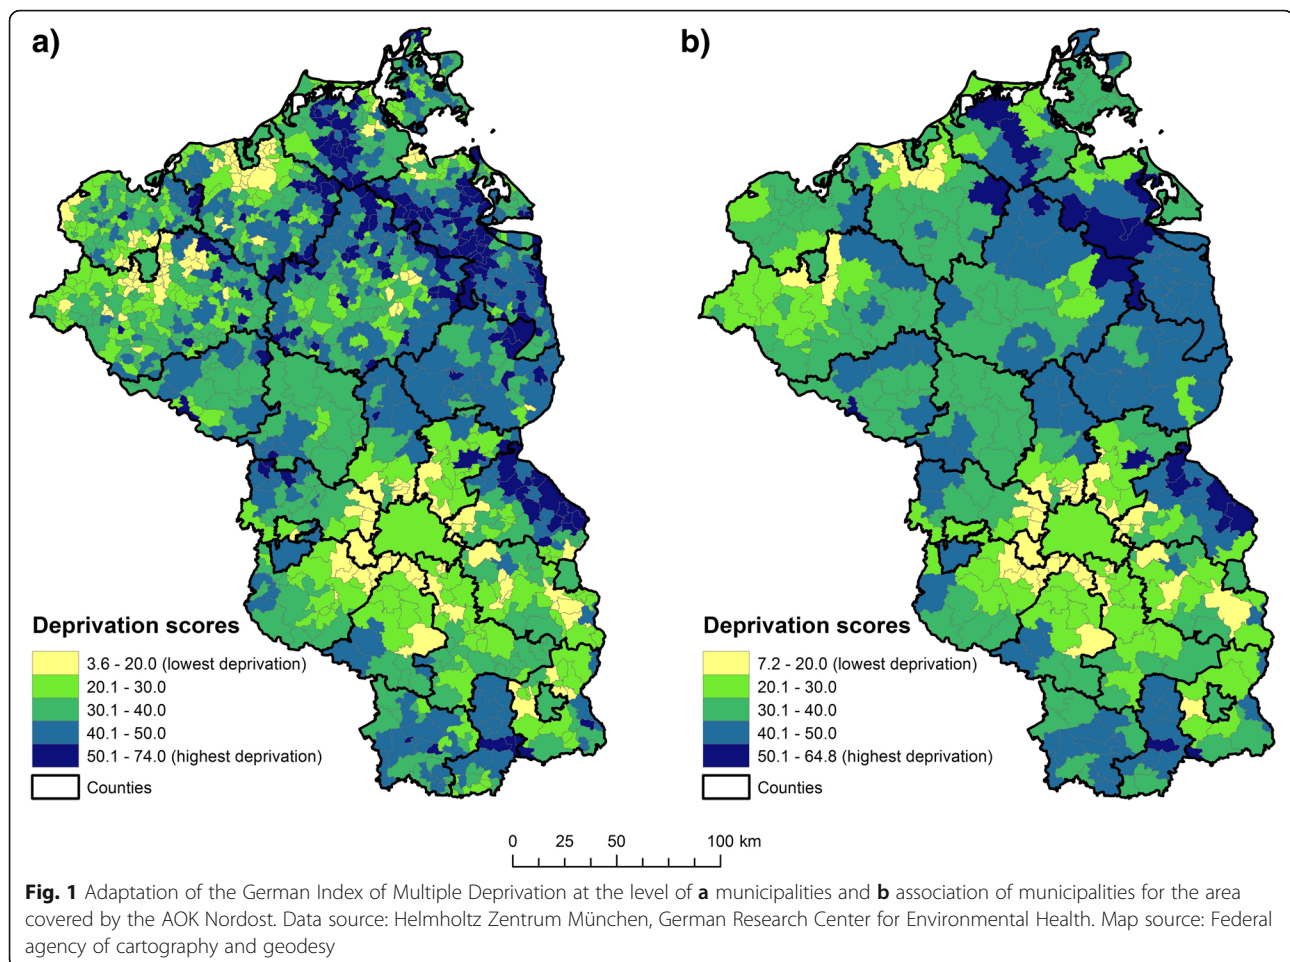 a)
b)
Deprivation scores
3.6 - 20.0 (lowest deprivation)
20.1 - 30.0
30.1 - 40.0
40.1 - 50.0
50.1 - 74.0 (highest deprivation)
Counties
Deprivation scores
7.2 - 20.0 (lowest deprivation)
20.1 - 30.0
30.1 - 40.0
40.1 - 50.0
50.1 - 64.8 (highest deprivation)
Counties
0 25 50 100 km
Fig. 1 Adaptation of the German Index of Multiple Deprivation at the level of a municipalities and b association of municipalities for the area
covered by the AOK Nordost. Data source: Helmholtz Zentrum München, German Research Center for Environmental Health. Map source: Federal
agency of cartography and geodesy